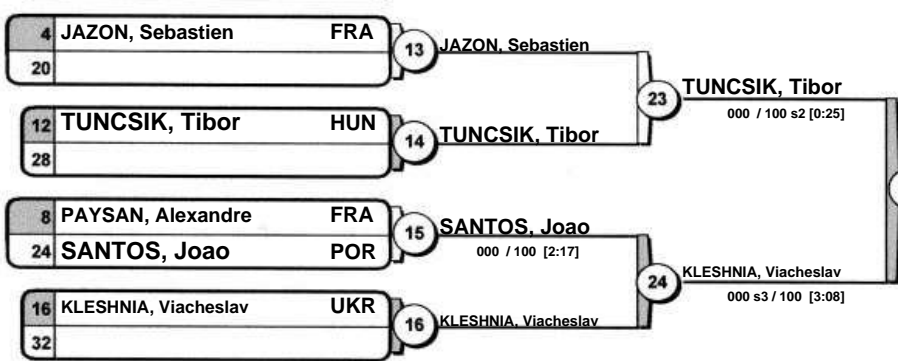 4 JAZON, Sebastien FRA
20
13 JAZON, Sebastien
12 TUNCSIK, Tibor HUN
28
14 TUNCSIK, Tibor
23 TUNCSIK, Tibor
000 / 100 s2 [0:25]
8 PAYSAN, Alexandre FRA
24 SANTOS, Joao POR
15 SANTOS, Joao
000 / 100 [2:17]
16 KLESHNIA, Viacheslav UKR
32
16 KLESHNIA, Viacheslav
24 KLESHNIA, Viacheslav
000 s3 / 100 [3:08]